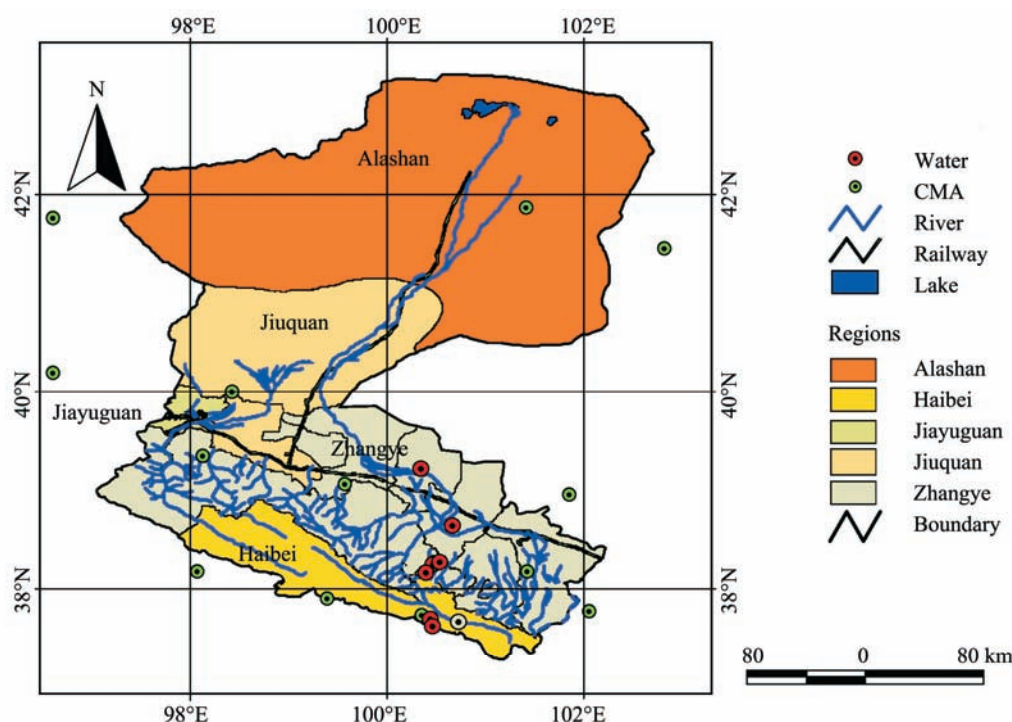 98°E 100°E 102°E
N
Alashan
42°N 42°N
Jiuquan
40°N 40°N
Jiayuguan
Zhangye
Haibei
38°N 38°N
98°E 100°E 102°E
Water
CMA
River
Railway
Lake
Regions
Alashan
Haibei
Jiayuguan
Jiuquan
Zhangye
Boundary
80 0 80 km